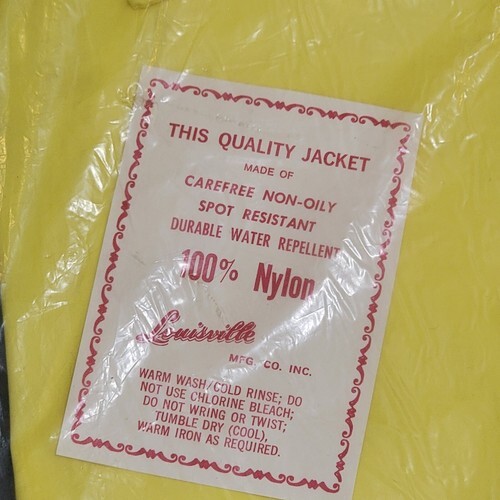 THIS QUALITY JACKET
MADE OF
CAREFREE NON-OILY
SPOT RESISTANT
DURABLE WATER REPELLENT
100% Nylon
Louisville
MFG. CO. INC.
WARM WASH/COLD RINSE; DO
NOT USE CHLORINE BLEACH;
DO NOT WRING OR TWIST;
TUMBLE DRY (COOL),
WARM IRON AS REQUIRED.